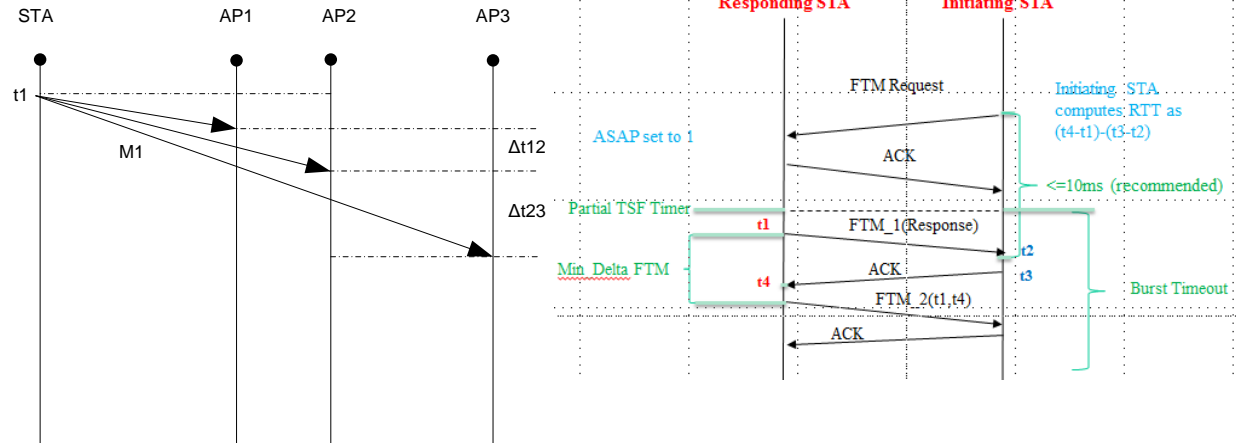 STA
AP1
AP2
AP3
t1
M1
Δt12
Δt23
Responding STA
Initiating STA
FTM Request
Initiating STA
computes RTT as
(t4-t1)-(t3-t2)
ASAP set to 1
ACK
<=10ms (recommended)
Partial TSF Timer
t1
FTM_1(Response)
t2
Min Delta FTM
ACK
t3
t4
Burst Timeout
FTM_2(t1,t4)
ACK